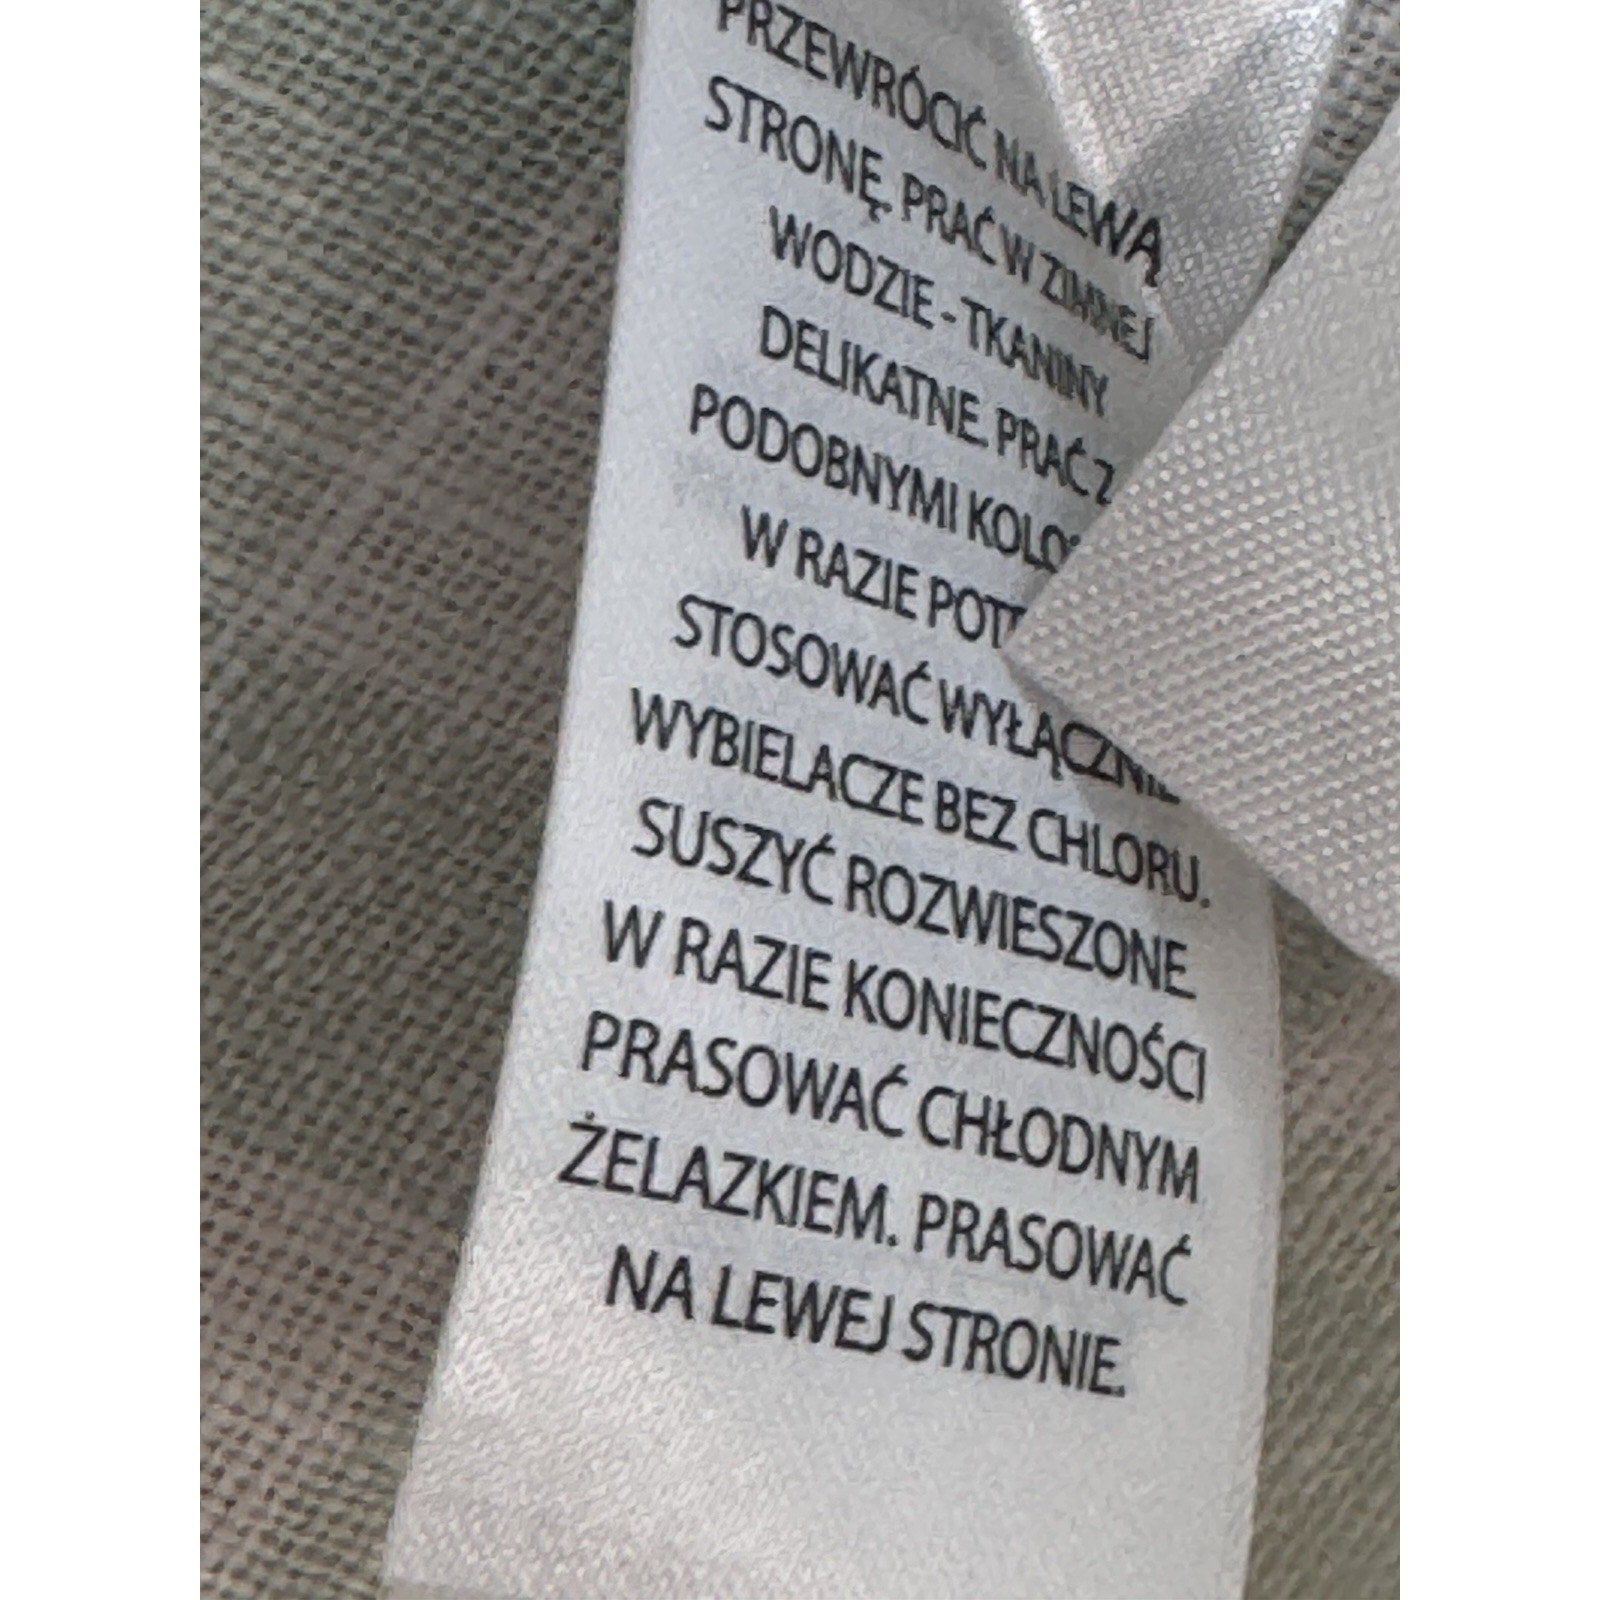 PRZEWRÓCIĆ NA LEWĄ
STRONĘ. PRAĆ W ZIMNEJ
WODZIE - TKANINY
DELIKATNE. PRAĆ Z
PODOBNYMI
W RAZIE
STOSOWAĆ WYŁĄCZNIE
WYBIELACZE BEZ CHLORU.
SUSZYĆ ROZWIESZONE
W RAZIE KONIECZNOŚCI
PRASOWAĆ CHŁODNYM
ŻELAZKIEM. PRASOWAĆ
NA LEWEJ STRONIE.